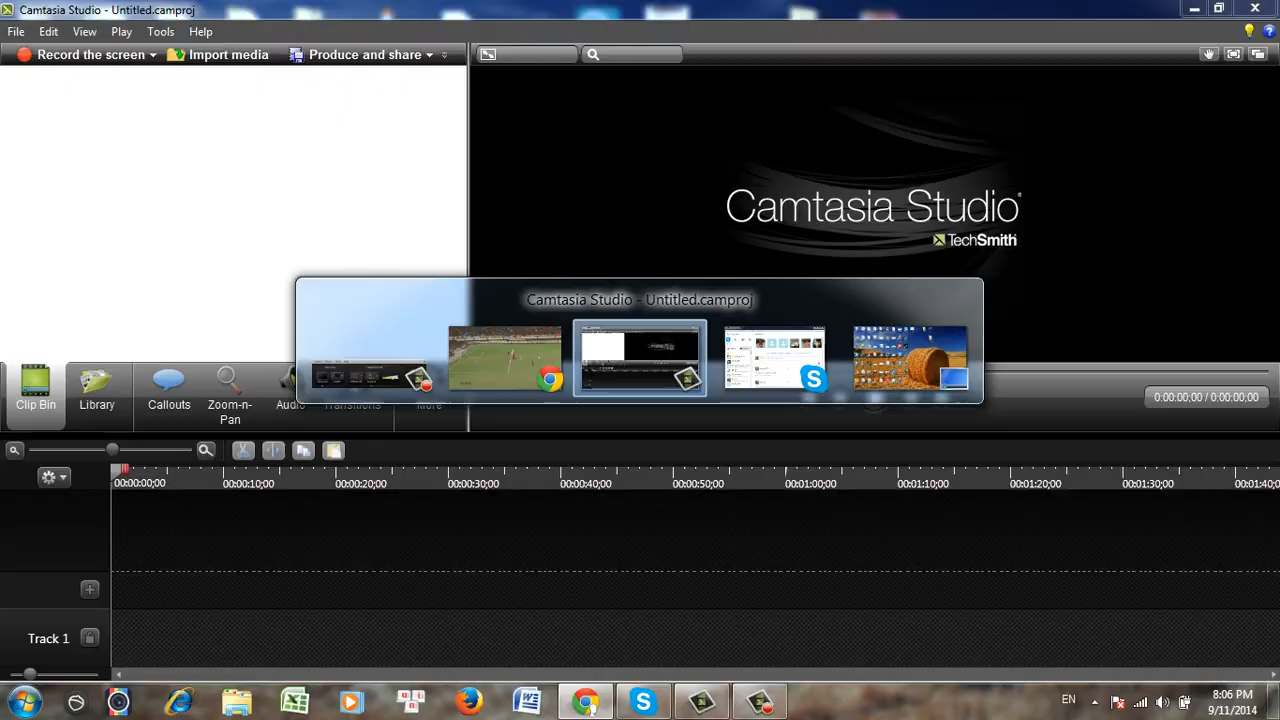 Camtasia Studio - Untitled.camproj
File Edit View Play Tools Help
Record the screen Import media Produce and share
Camtasia Studio
TechSmith
Camtasia Studio - Untitled.camproj
Clip Bin Library Callouts Zoom-n-Pan Audio Transitions More
00:00:00;00 / 0:00:00;00
00:00:00;00 00:00:10;00 00:00:20;00 00:00:30;00 00:00:40;00 00:00:50;00 00:01:00;00 00:01:10;00 00:01:20;00 00:01:30;00 00:01:40;0
Track 1
EN
8:06 PM
9/11/2014